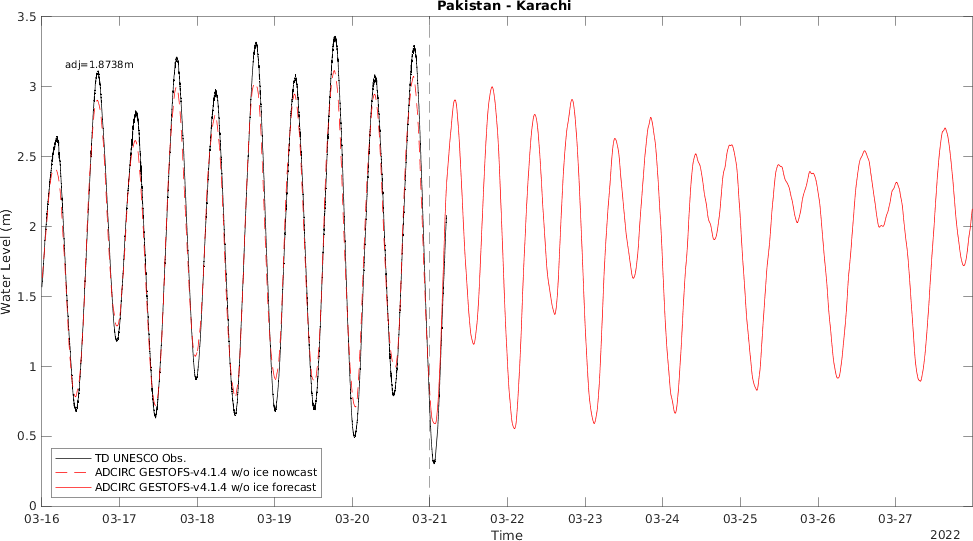 Pakistan - Karachi
3.5
adj=1.8738m
3
2.5
2
1.5
1
0.5
0
Water Level (m)
TD UNESCO Obs.
ADCIRC GESTOFS-v4.1.4 w/o ice nowcast
ADCIRC GESTOFS-v4.1.4 w/o ice forecast
03-16 03-17 03-18 03-19 03-20 03-21 03-22 03-23 03-24 03-25 03-26 03-27
Time
2022